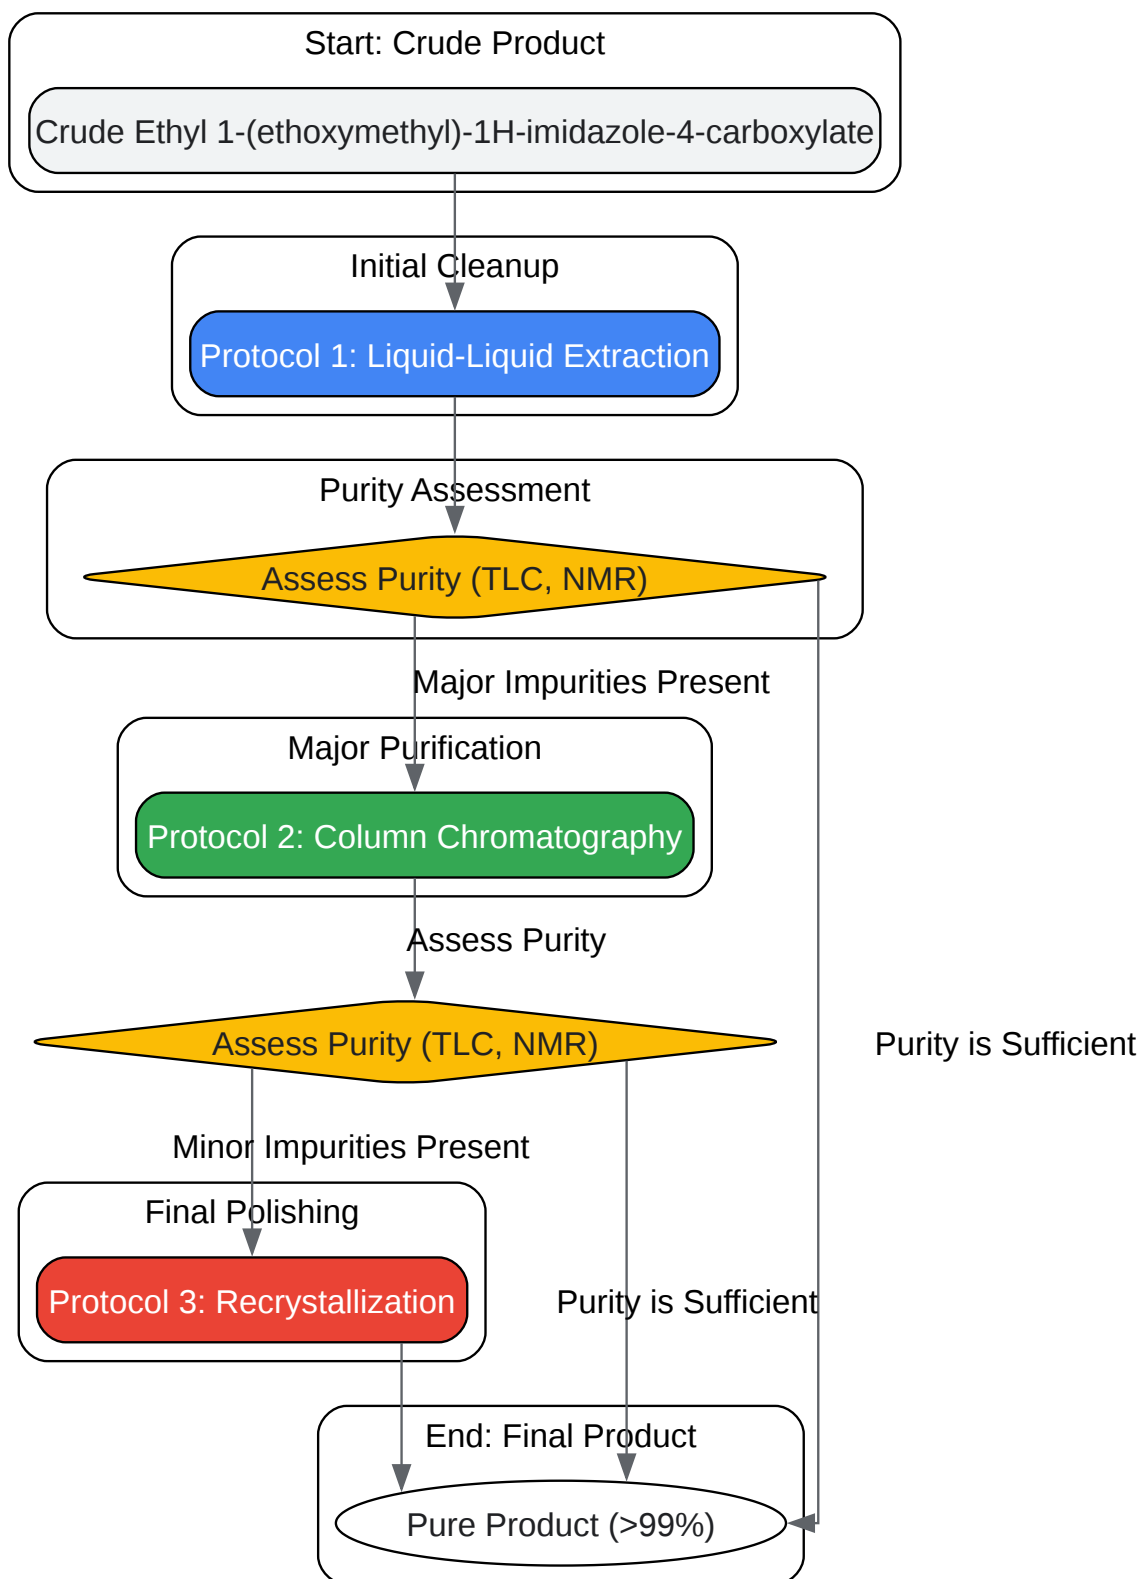 Start: Crude Product
Crude Ethyl 1-(ethoxymethyl)-1H-imidazole-4-carboxylate
Initial Cleanup
Protocol 1: Liquid-Liquid Extraction
Purity Assessment
Assess Purity (TLC, NMR)
Major Impurities Present
Major Purification
Protocol 2: Column Chromatography
Assess Purity
Assess Purity (TLC, NMR)
Purity is Sufficient
Minor Impurities Present
Final Polishing
Protocol 3: Recrystallization
Purity is Sufficient
End: Final Product
Pure Product (>99%)